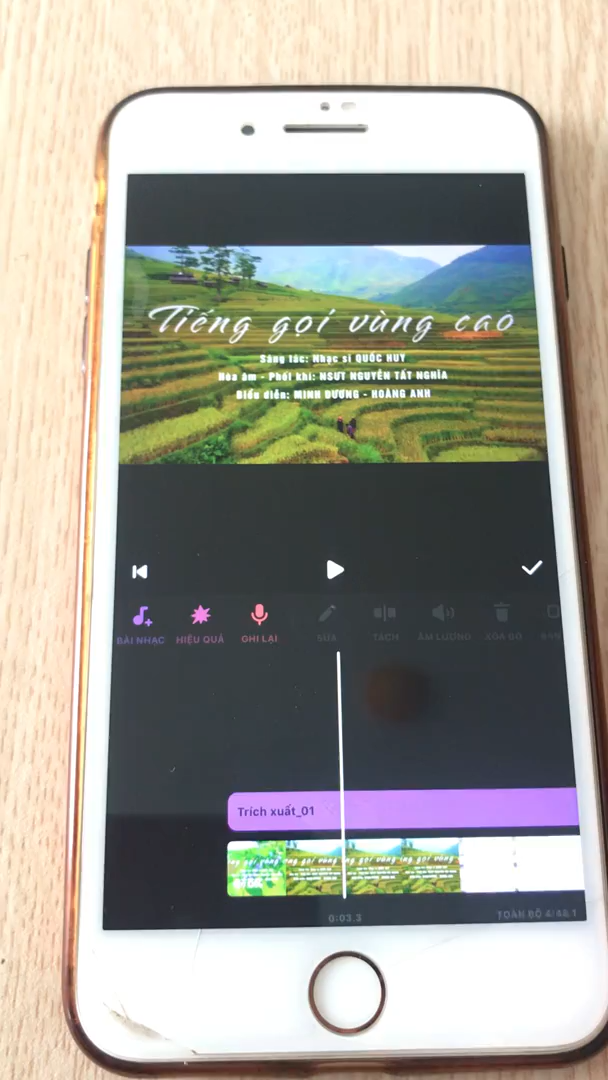 Tiếng gọi vùng cao
Sáng tác: Nhạc sĩ QUỐC HUY
Hòa âm - Phối khí: NSƯT NGUYỄN TẤT NGHĨA
Biểu diễn: MINH DƯƠNG - HOÀNG ANH
BÀI NHẠC HIỆU QUẢ GHI LẠI SỬA TÁCH ÂM LƯỢNG XÓA BỎ
Trích xuất_01
0:03.3 TOÀN BỘ 4:48.1